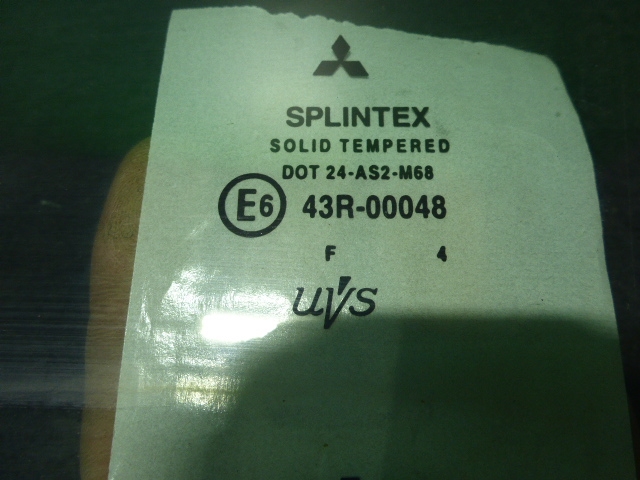 SPLINTEX
SOLID TEMPERED
DOT 24-AS2-M68
E6 43R-00048
F 4
uVs